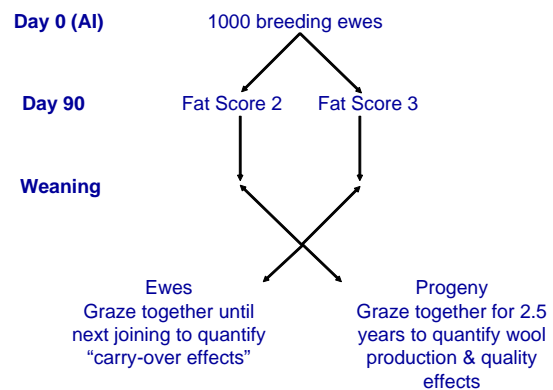 Day 0 (AI) 1000 breeding ewes
Day 90 Fat Score 2 Fat Score 3
Weaning
Ewes
Graze together until
next joining to quantify
“carry-over effects”
Progeny
Graze together for 2.5
years to quantify wool
production & quality
effects